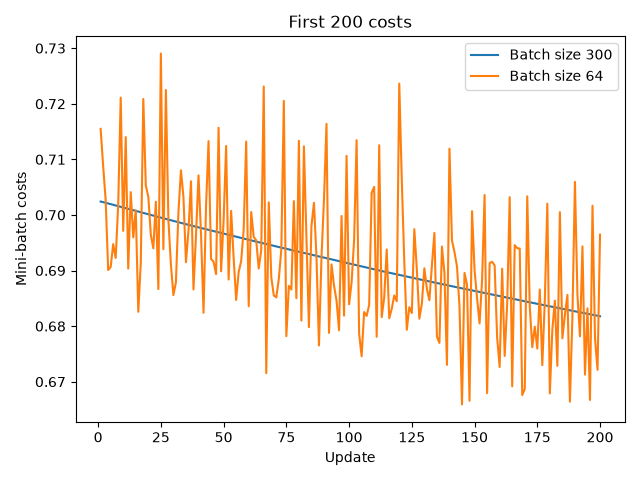 First 200 costs
Batch size 300
Batch size 64
Mini-batch costs
0.73
0.72
0.71
0.70
0.69
0.68
0.67
0 25 50 75 100 125 150 175 200
Update